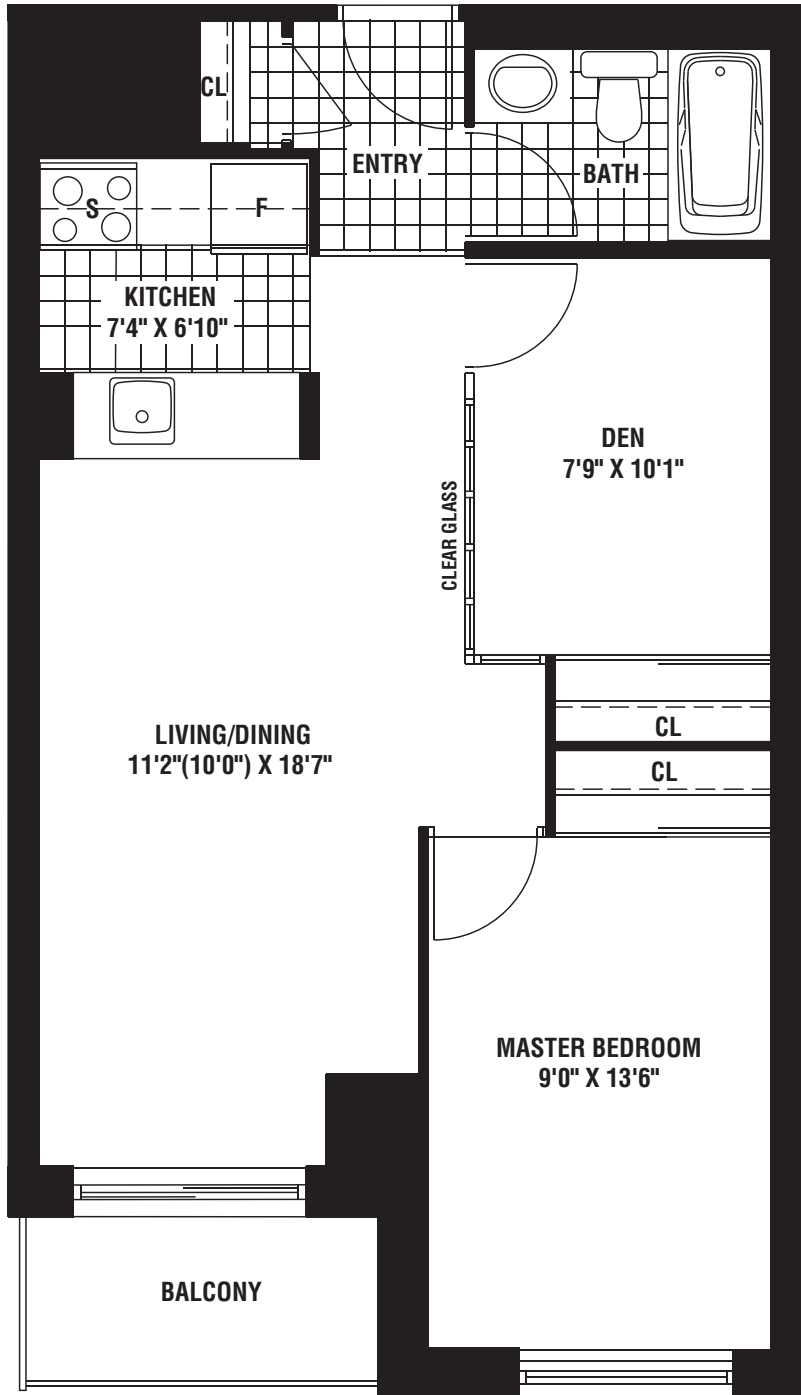 CL
ENTRY
BATH
S
F
KITCHEN
7'4" X 6'10"
DEN
7'9" X 10'1"
CLEAR GLASS
LIVING/DINING
11'2"(10'0") X 18'7"
CL
CL
MASTER BEDROOM
9'0" X 13'6"
BALCONY